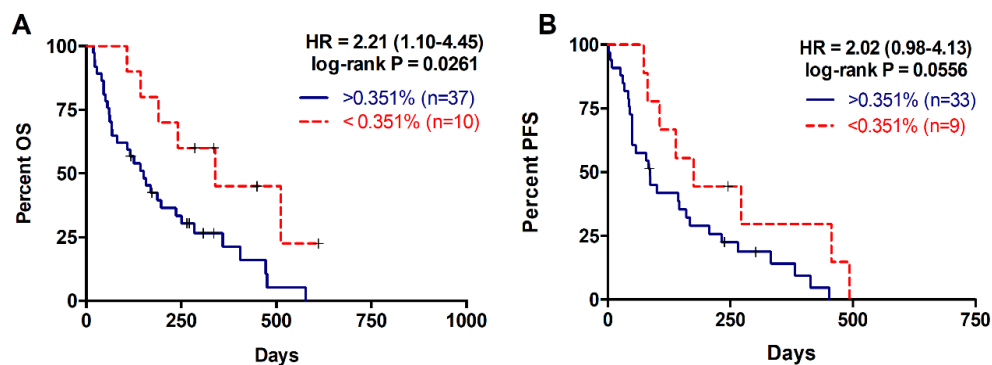 A
HR = 2.21 (1.10-4.45)
log-rank P = 0.0261
>0.351% (n=37)
< 0.351% (n=10)
Percent OS
100
75
50
25
0
0 250 500 750 1000
Days
B
HR = 2.02 (0.98-4.13)
log-rank P = 0.0556
>0.351% (n=33)
<0.351% (n=9)
Percent PFS
100
75
50
25
0
0 250 500 750
Days